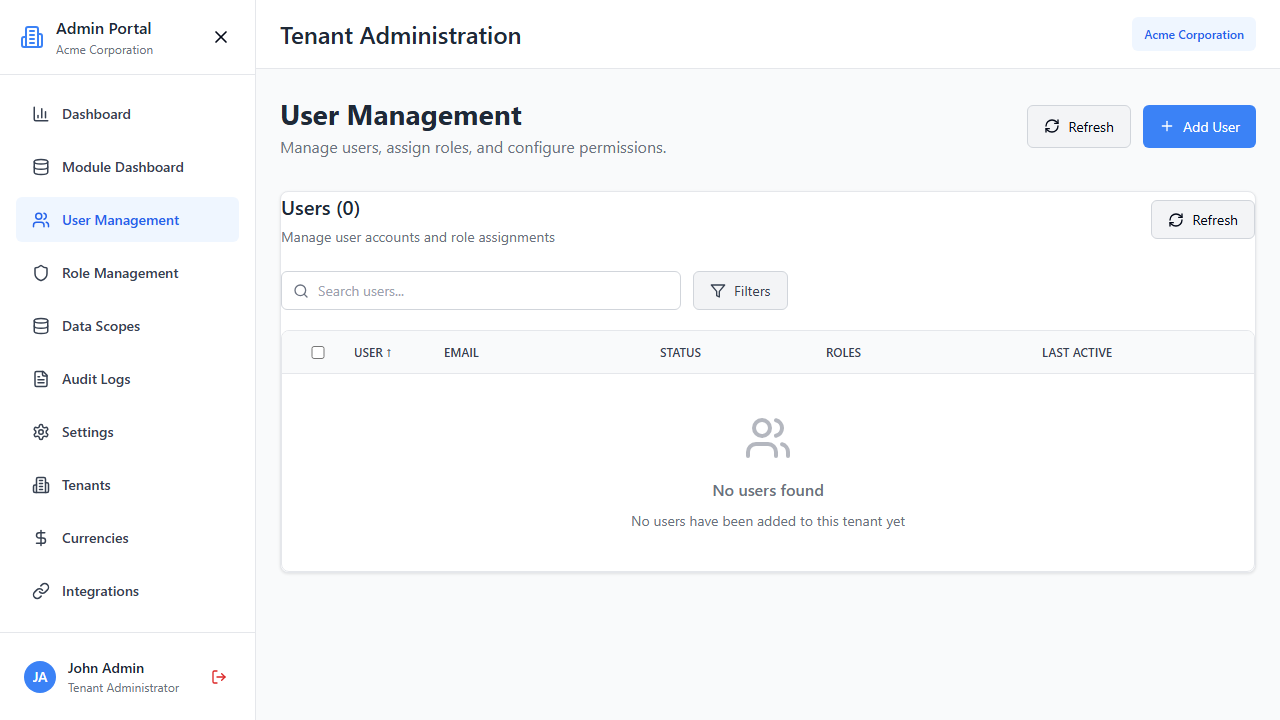 Admin Portal
Acme Corporation
Dashboard
Module Dashboard
User Management
Role Management
Data Scopes
Audit Logs
Settings
Tenants
Currencies
Integrations
JA
John Admin
Tenant Administrator
Tenant Administration
Acme Corporation
User Management
Manage users, assign roles, and configure permissions.
Refresh
Add User
Users (0)
Manage user accounts and role assignments
Refresh
Search users...
Filters
USER ↑ EMAIL STATUS ROLES LAST ACTIVE
No users found
No users have been added to this tenant yet